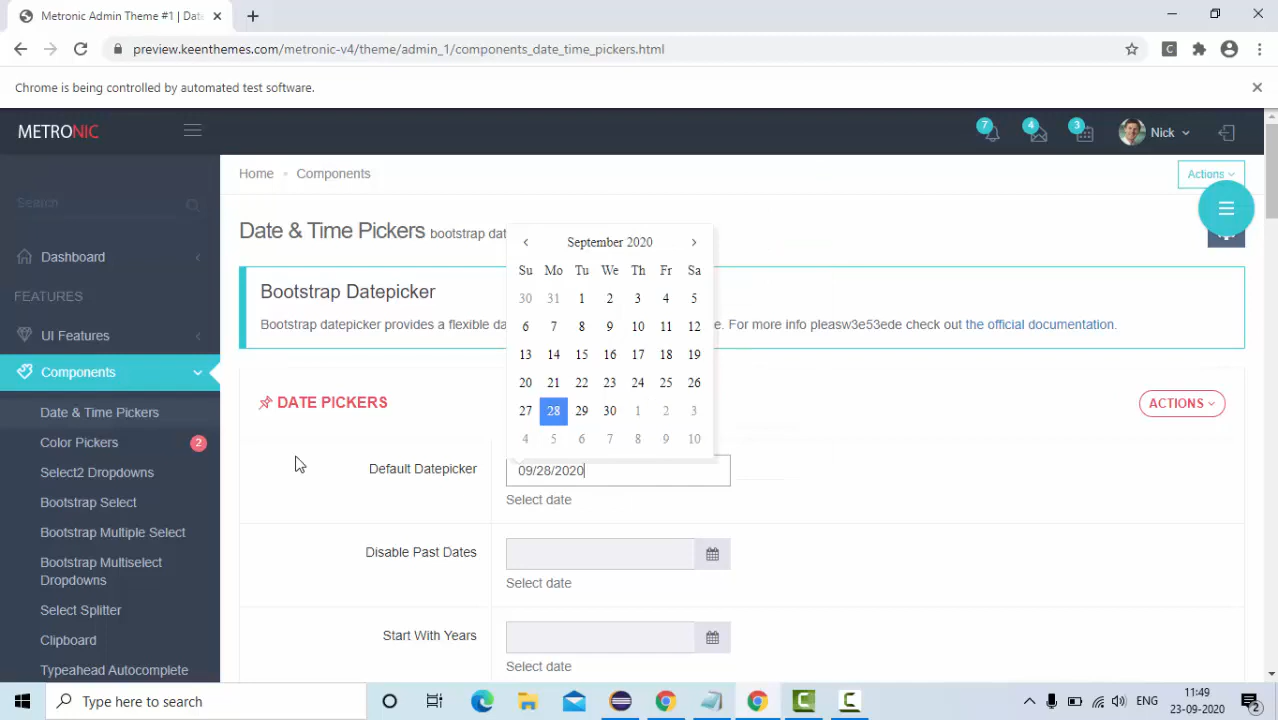 Metronic Admin Theme #1 | Dat
preview.keenthemes.com/metronic-v4/theme/admin_1/components_date_time_pickers.html
C
Chrome is being controlled by automated test software.
METRONIC
7
4
3
Nick
Home
Components
Actions
Search
Date & Time Pickers bootstrap dat
Dashboard
FEATURES
UI Features
Components
Date & Time Pickers
Color Pickers
2
Select2 Dropdowns
Bootstrap Select
Bootstrap Multiple Select
Bootstrap Multiselect
Dropdowns
Select Splitter
Clipboard
Typeahead Autocomplete
Bootstrap Datepicker
Bootstrap datepicker provides a flexible da
e. For more info pleasw3e53ede check out the official documentation.
September 2020
Su Mo Tu We Th Fr Sa
30 31 1 2 3 4 5
6 7 8 9 10 11 12
13 14 15 16 17 18 19
20 21 22 23 24 25 26
27 28 29 30 1 2 3
4 5 6 7 8 9 10
DATE PICKERS
ACTIONS
Default Datepicker
09/28/2020
Select date
Disable Past Dates
Select date
Start With Years
Select date
Type here to search
ENG
11:49
23-09-2020
2